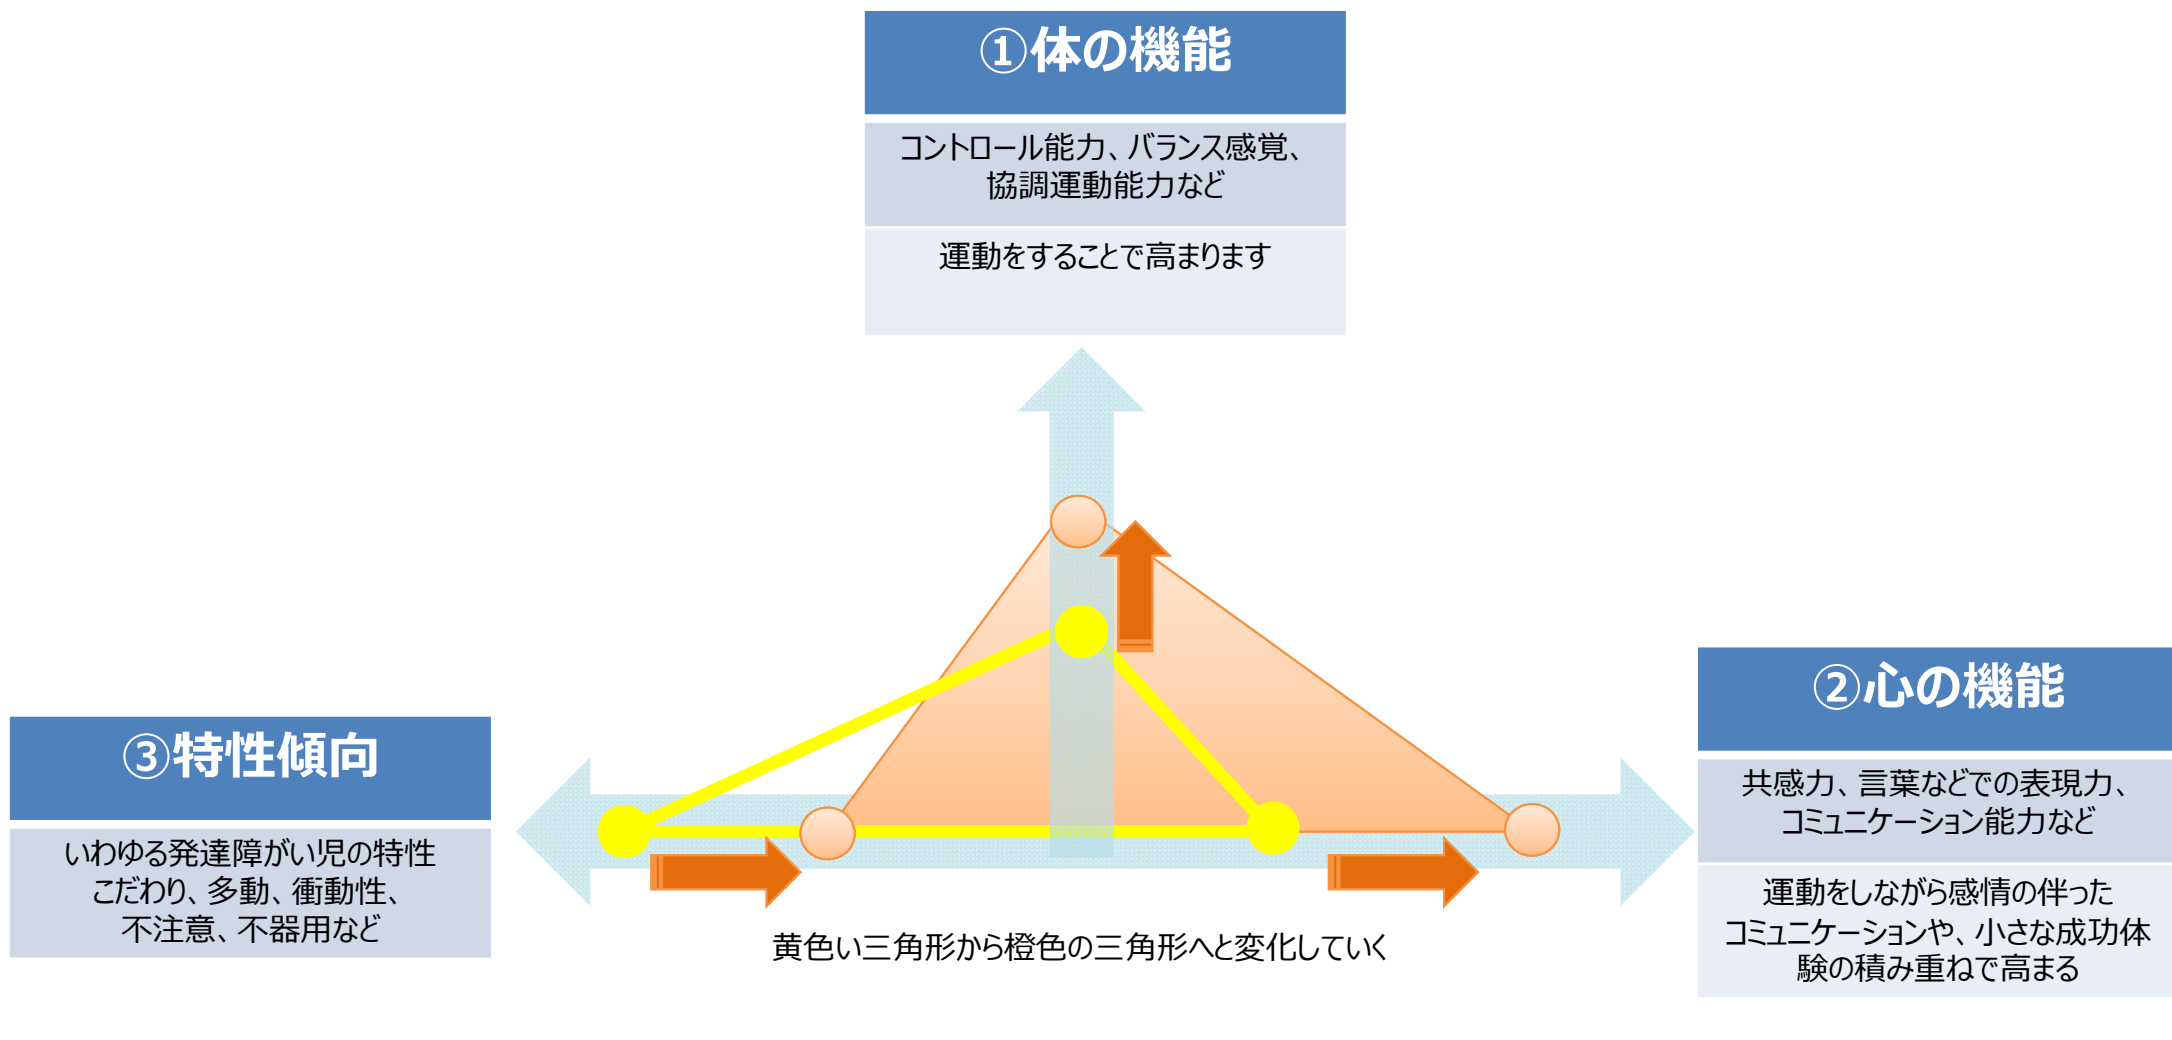 ①体の機能
コントロール能力、バランス感覚、
協調運動能力など
運動をすることで高まります
②心の機能
共感力、言葉などでの表現力、
コミュニケーション能力など
運動をしながら感情の伴った
コミュニケーションや、小さな成功体
験の積み重ねで高まる
③特性傾向
いわゆる発達障がい児の特性
こだわり、多動、衝動性、
不注意、不器用など
黄色い三角形から橙色の三角形へと変化していく